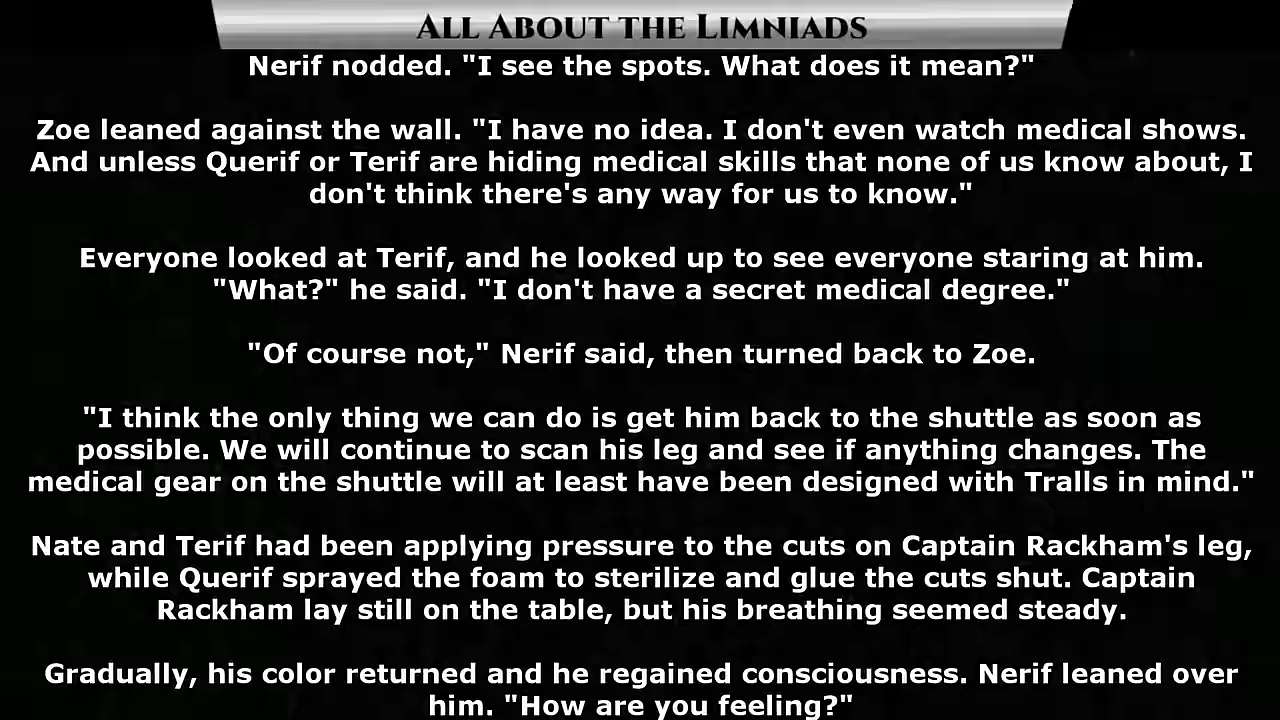 All About the Limniads
Nerif nodded. "I see the spots. What does it mean?"
Zoe leaned against the wall. "I have no idea. I don't even watch medical shows.
And unless Querif or Terif are hiding medical skills that none of us know about, I
don't think there's any way for us to know."
Everyone looked at Terif, and he looked up to see everyone staring at him.
"What?" he said. "I don't have a secret medical degree."
"Of course not," Nerif said, then turned back to Zoe.
"I think the only thing we can do is get him back to the shuttle as soon as
possible. We will continue to scan his leg and see if anything changes. The
medical gear on the shuttle will at least have been designed with Tralls in mind."
Nate and Terif had been applying pressure to the cuts on Captain Rackham's leg,
while Querif sprayed the foam to sterilize and glue the cuts shut. Captain
Rackham lay still on the table, but his breathing seemed steady.
Gradually, his color returned and he regained consciousness. Nerif leaned over
him. "How are you feeling?"